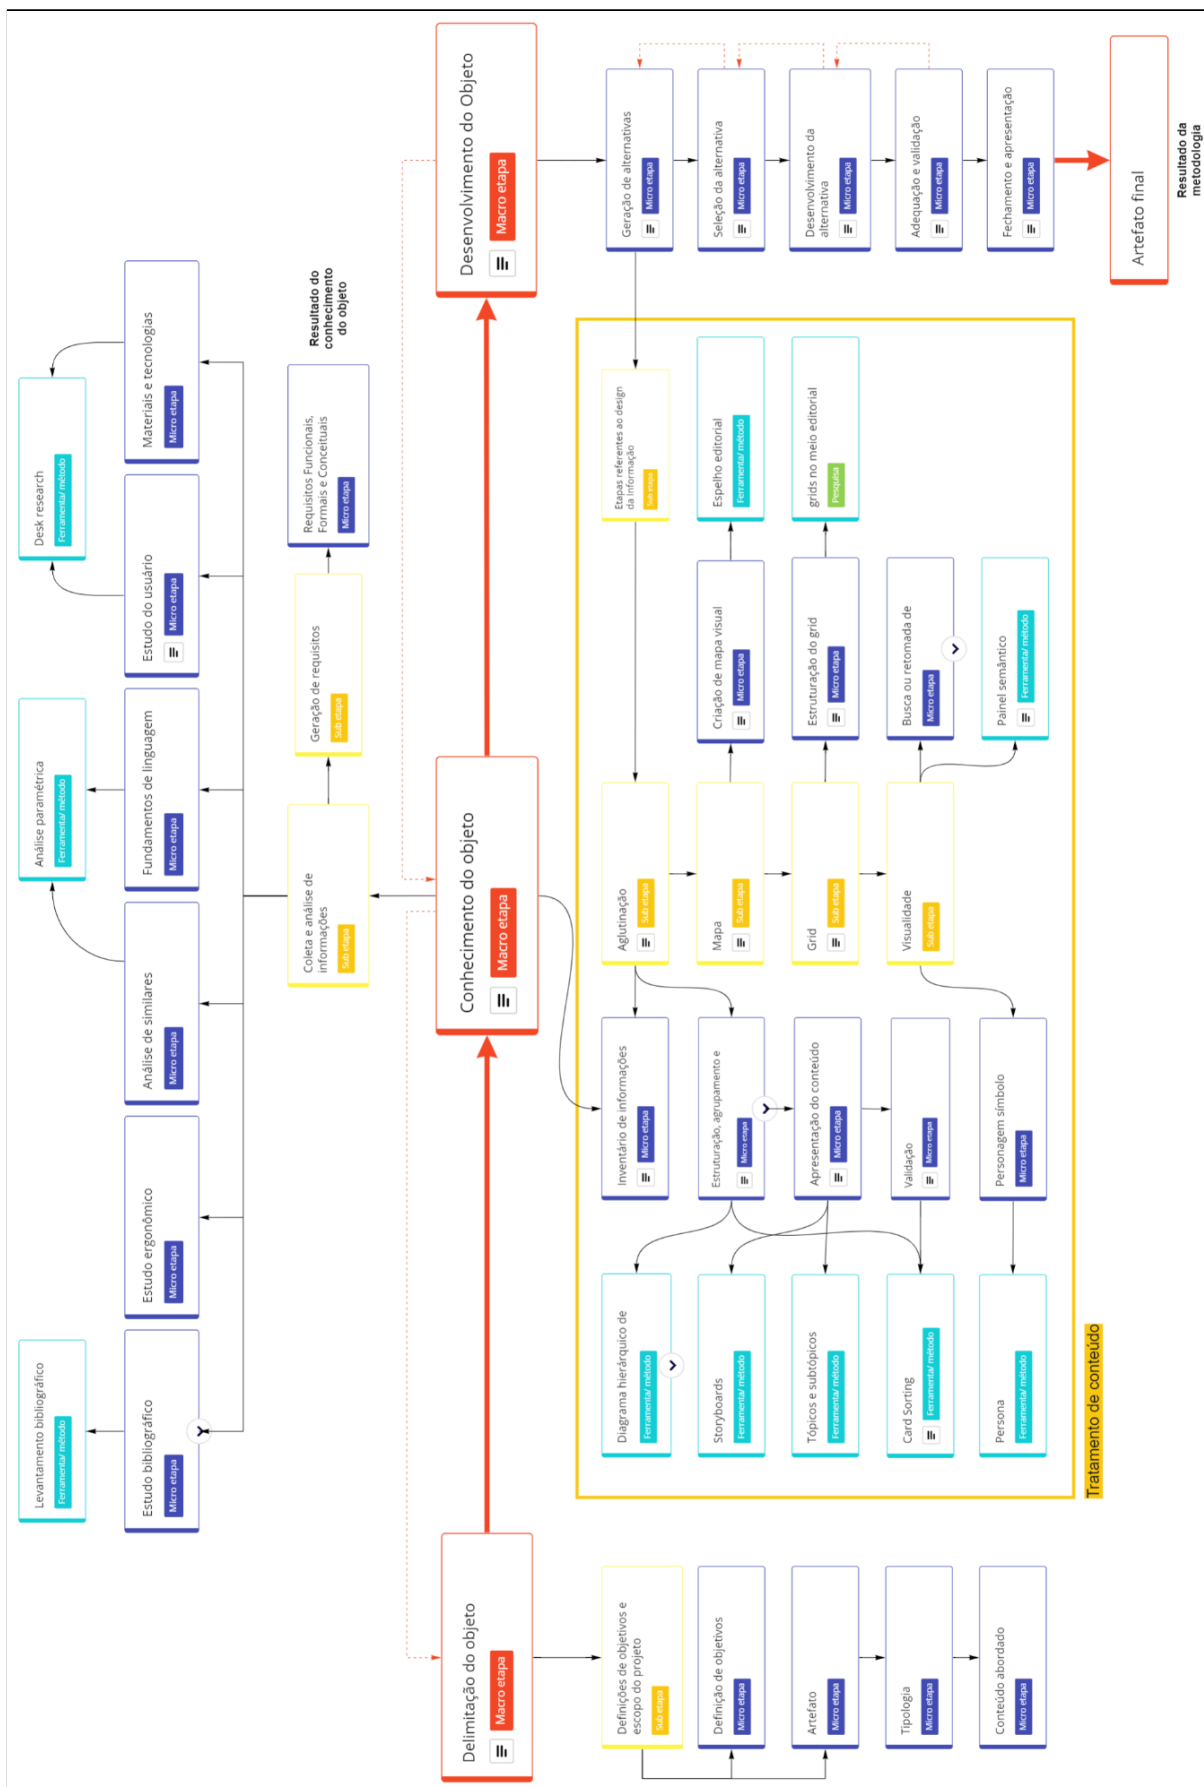 Levantamento bibliográfico
Ferramenta/ método
Análise paramétrica
Ferramenta/ método
Desk research
Ferramenta/ método
Estudo bibliográfico
Micro etapa
Estudo ergonômico
Micro etapa
Análise de similares
Micro etapa
Fundamentos de linguagem
Micro etapa
Estudo do usuário
Micro etapa
Materiais e tecnologias
Micro etapa
Coleta e análise de
informações
Sub etapa
Geração de requisitos
Sub etapa
Requisitos Funcionais,
Formais e Conceituais
Micro etapa
Resultado do
conhecimento
do objeto
Delimitação do objeto
Macro etapa
Conhecimento do objeto
Macro etapa
Desenvolvimento do Objeto
Macro etapa
Definições de objetivos e
escopo do projeto
Sub etapa
Definição de objetivos
Micro etapa
Artefato
Micro etapa
Tipologia
Micro etapa
Conteúdo abordado
Micro etapa
Diagrama hierárquico de
Ferramenta/ método
Inventário de informações
Micro etapa
Aglutinação
Sub etapa
Etapas referentes ao design
da informação
Sub etapa
Storyboards
Ferramenta/ método
Estruturação, agrupamento e
Micro etapa
Mapa
Sub etapa
Criação de mapa visual
Micro etapa
Espelho editorial
Ferramenta/ método
Tópicos e subtópicos
Ferramenta/ método
Apresentação do conteúdo
Micro etapa
Grid
Sub etapa
Estruturação do grid
Micro etapa
grids no meio editorial
Pesquisa
Card Sorting
Ferramenta/ método
Validação
Micro etapa
Visualidade
Sub etapa
Busca ou retomada de
Micro etapa
Persona
Ferramenta/ método
Personagem símbolo
Micro etapa
Painel semântico
Ferramenta/ método
Tratamento de conteúdo
Geração de alternativas
Micro etapa
Seleção da alternativa
Micro etapa
Desenvolvimento da
alternativa
Micro etapa
Adequação e validação
Micro etapa
Fechamento e apresentação
Micro etapa
Artefato final
Resultado da
metodologia